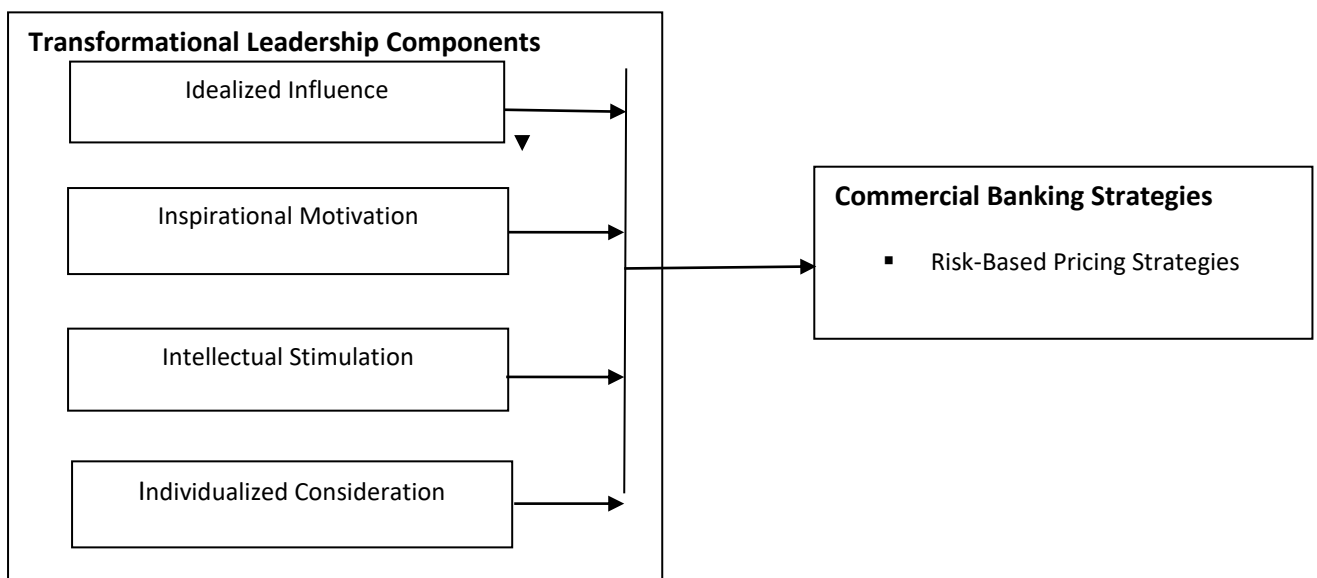 Transformational Leadership Components
Idealized Influence
Inspirational Motivation
Intellectual Stimulation
Individualized Consideration
Commercial Banking Strategies
▪ Risk-Based Pricing Strategies